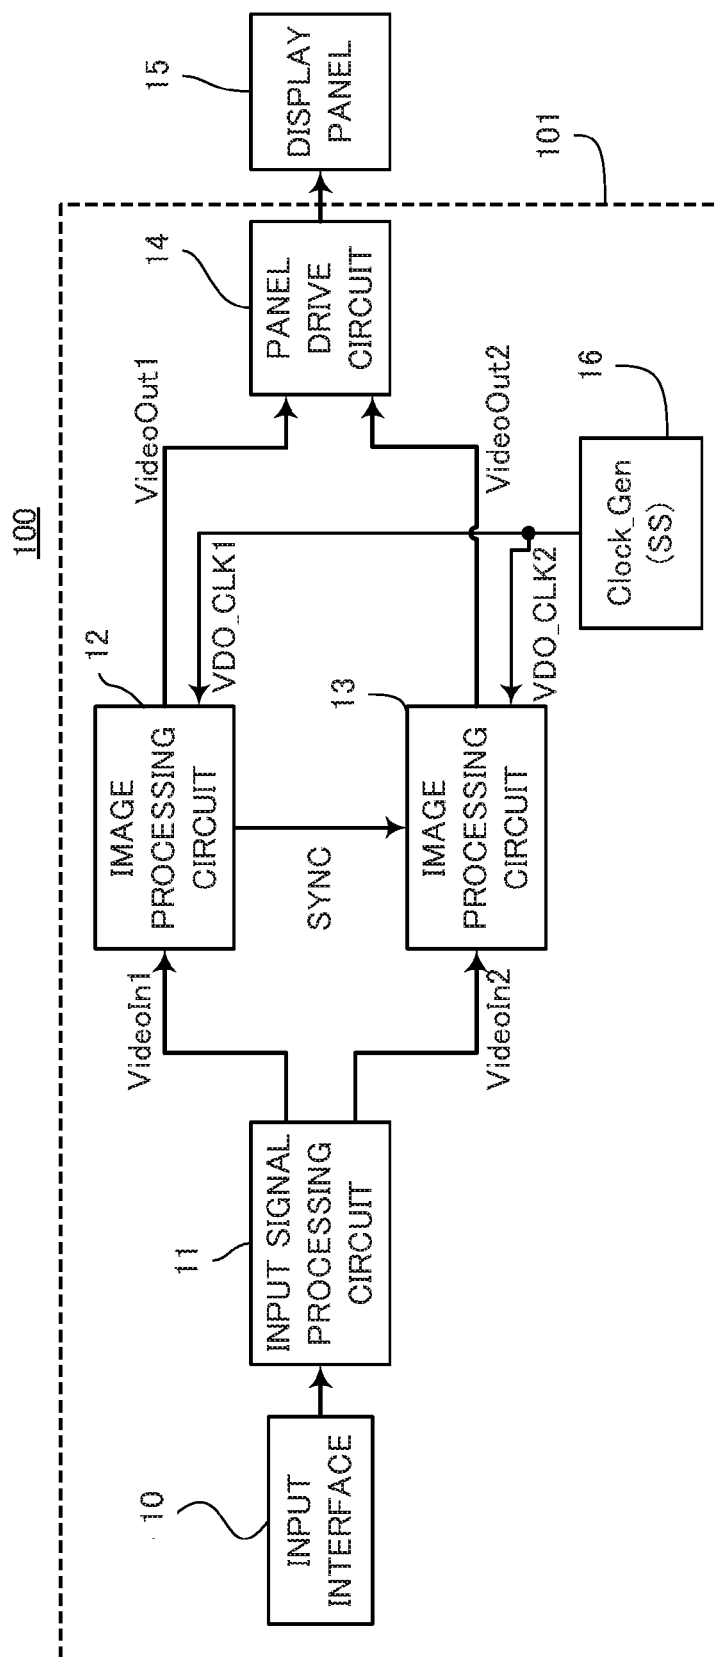 100
10
INPUT
INTERFACE
11
INPUT SIGNAL
PROCESSING
CIRCUIT
VideoIn1
VideoIn2
12
IMAGE
PROCESSING
CIRCUIT
SYNC
13
IMAGE
PROCESSING
CIRCUIT
VDO_CLK1
VDO_CLK2
VideoOut1
VideoOut2
14
PANEL
DRIVE
CIRCUIT
16
Clock_Gen
(SS)
15
DISPLAY
PANEL
101